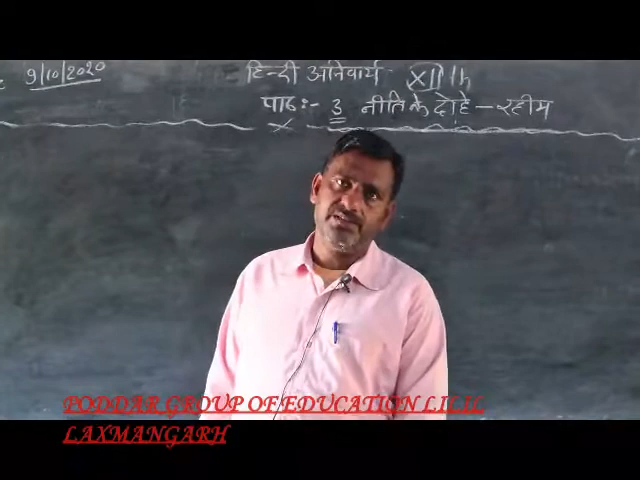 9/10/2020
हिन्दी अनिवार्य XII th
पाठ :- 3 नीति के दोहे - रहीम
PODDAR GROUP OF EDUCATION LILIL
LAXMANGARH